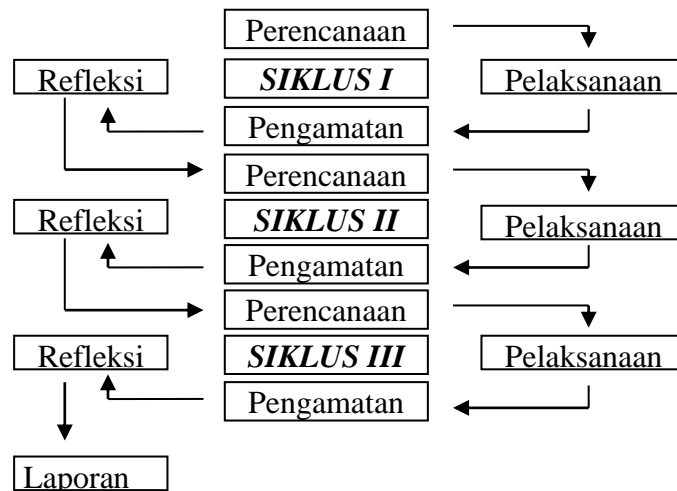 Perencanaan
Refleksi SIKLUS I Pelaksanaan
Pengamatan
Perencanaan
Refleksi SIKLUS II Pelaksanaan
Pengamatan
Perencanaan
Refleksi SIKLUS III Pelaksanaan
Pengamatan
Laporan